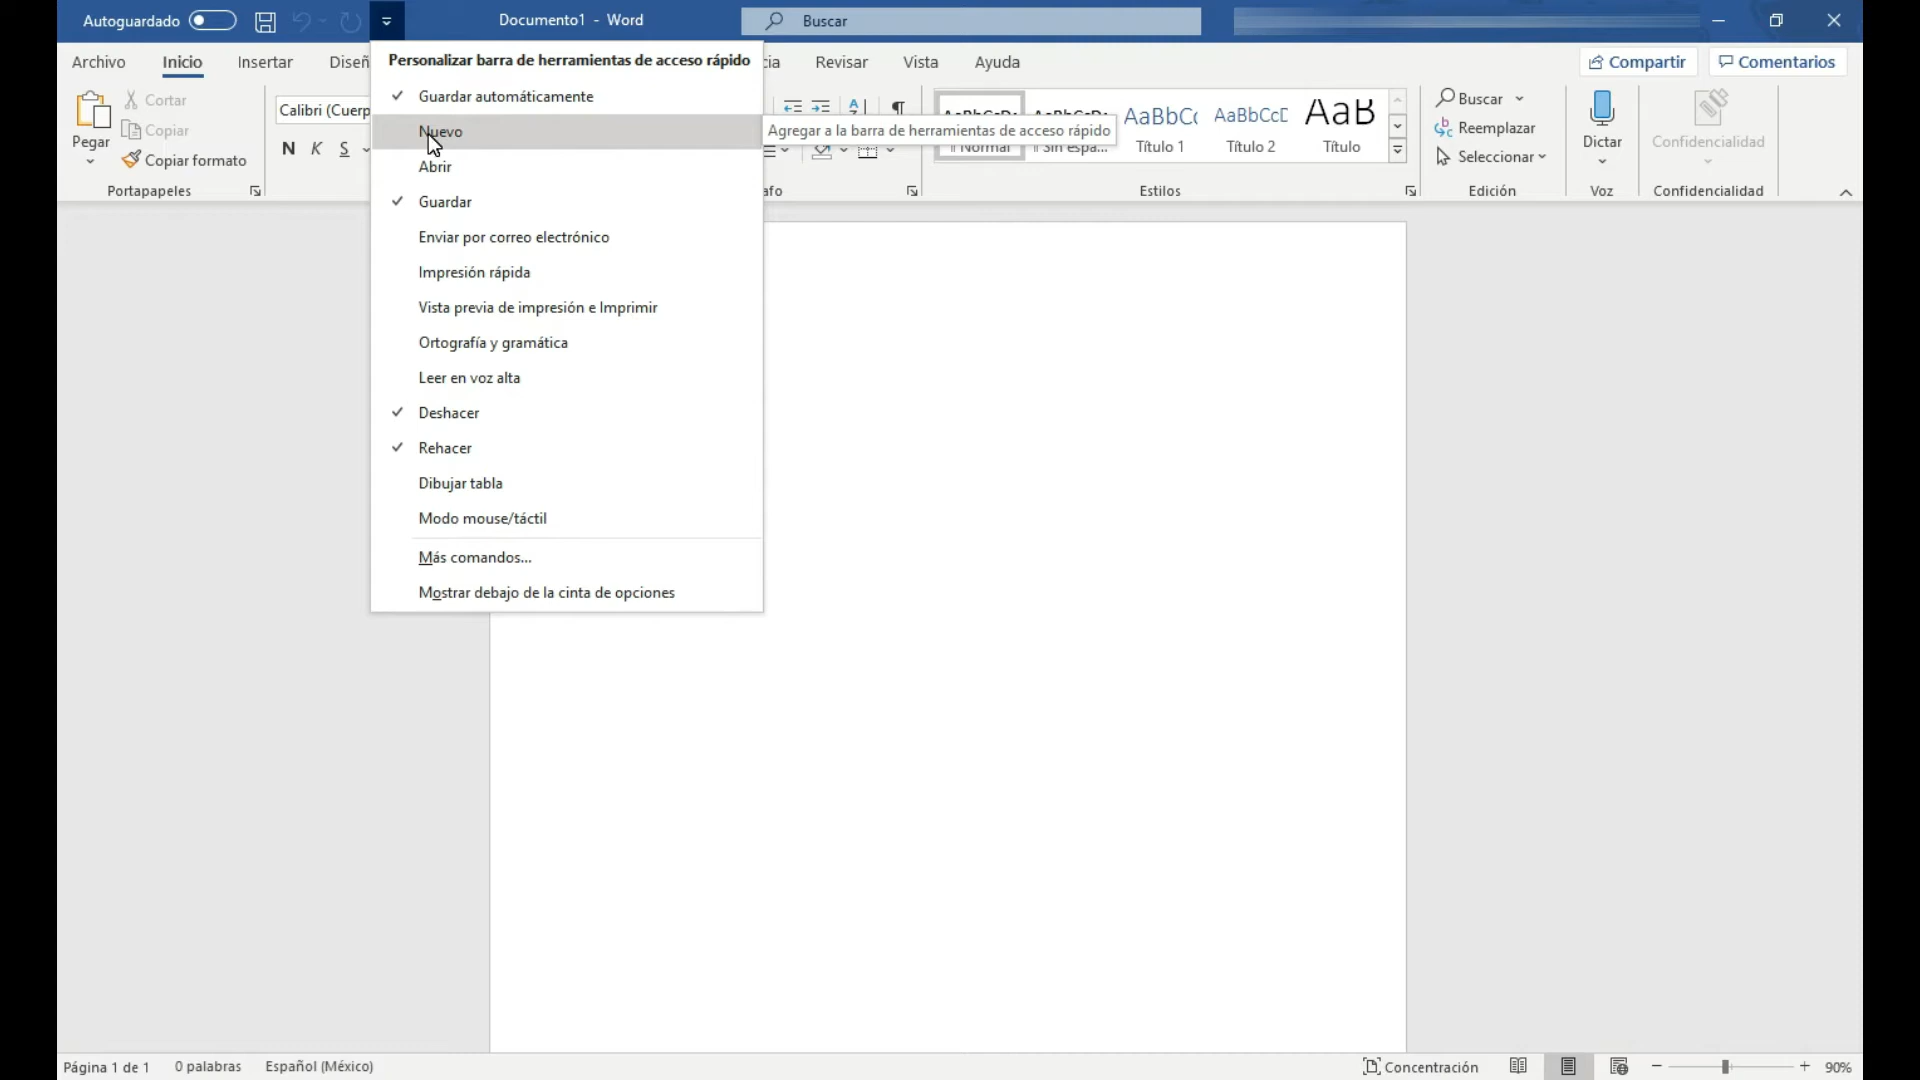 Autoguardado
Documento1 - Word
Buscar
Archivo
Inicio
Insertar
Diseñ
Revisar
Vista
Ayuda
Compartir
Comentarios
Personalizar barra de herramientas de acceso rápido
Guardar automáticamente
Nuevo
Agregar a la barra de herramientas de acceso rápido
Abrir
Guardar
Enviar por correo electrónico
Impresión rápida
Vista previa de impresión e Imprimir
Ortografía y gramática
Leer en voz alta
Deshacer
Rehacer
Dibujar tabla
Modo mouse/táctil
Más comandos...
Mostrar debajo de la cinta de opciones
Pegar
Cortar
Copiar
Copiar formato
Portapapeles
Calibri (Cuerp
N K S
AaBbCc
Título 1
AaBbCcD
Título 2
AaB
Título
Normal
Sin espa...
Estilos
Buscar
Reemplazar
Seleccionar
Edición
Dictar
Voz
Confidencialidad
Confidencialidad
Página 1 de 1
0 palabras
Español (México)
Concentración
90%